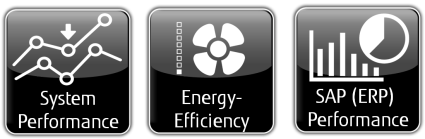 System
Performance
Energy-
Efficiency
SAP (ERP)
Performance